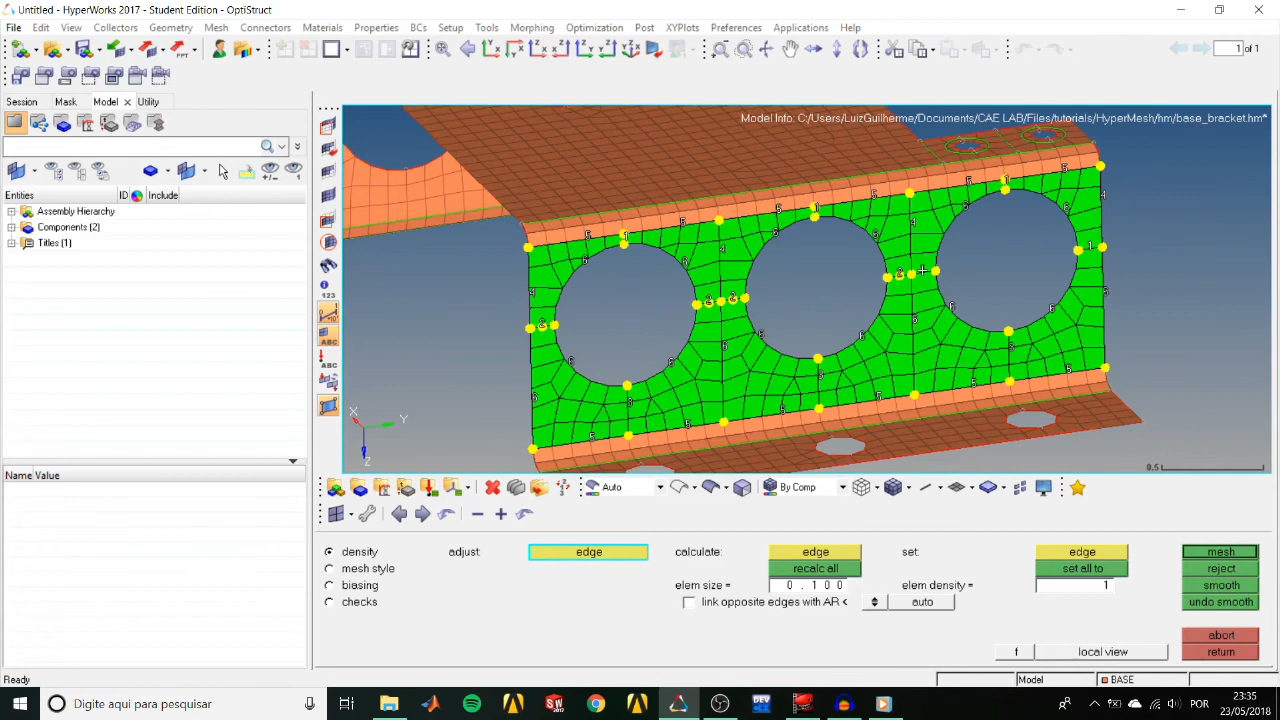 Untitled - HyperWorks 2017 - Student Edition - OptiStruct
File Edit View Collectors Geometry Mesh Connectors Materials Properties BCs Setup Tools Morphing Optimization Post XYPlots Preferences Applications Help
1 of 1
Session Mask Model Utility
Model Info: C:/Users/LuizGuilherme/Documents/CAE LAB/Files/tutorials/HyperMesh/hm/base_bracket.hm*
Entities ID Include
Assembly Hierarchy
Components (2)
Titles (1)
123
ABC
ABC
X Y
Z
0.5
Name Value
Auto By Comp
density adjust: edge calculate: edge set: edge mesh
mesh style recalc all set all to reject
biasing elem size = 0.100 elem density = 1 smooth
checks link opposite edges with AR < auto undo smooth
abort
f local view return
Ready Model BASE
Digite aqui para pesquisar
POR
23:35
23/05/2018